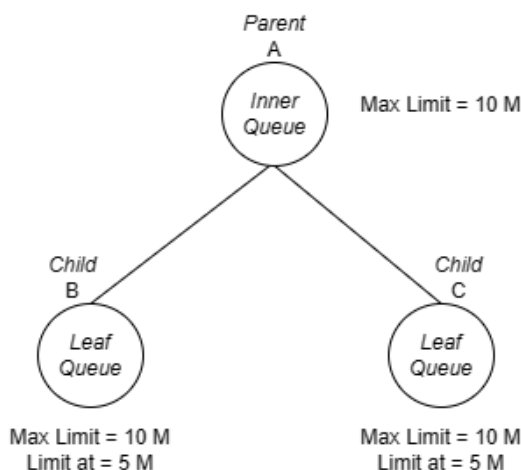 Parent
A
Inner
Queue
Max Limit = 10 M
Child
B
Leaf
Queue
Max Limit = 10 M
Limit at = 5 M
Child
C
Leaf
Queue
Max Limit = 10 M
Limit at = 5 M